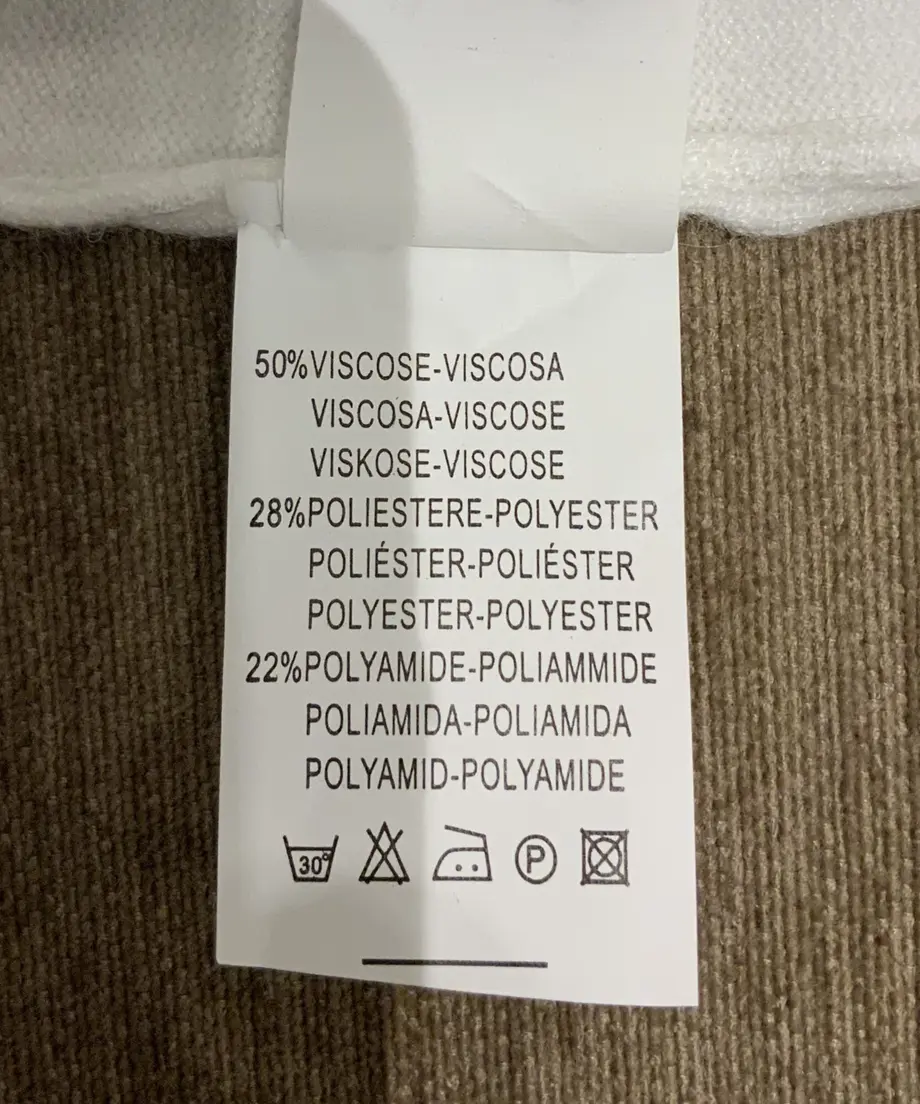 50%VISCOSE-VISCOSA
VISCOSA-VISCOSE
VISKOSE-VISCOSE
28%POLIESTERE-POLYESTER
POLIÉSTER-POLIÉSTER
POLYESTER-POLYESTER
22%POLYAMIDE-POLIAMMIDE
POLIAMIDA-POLIAMIDA
POLYAMID-POLYAMIDE
30° P